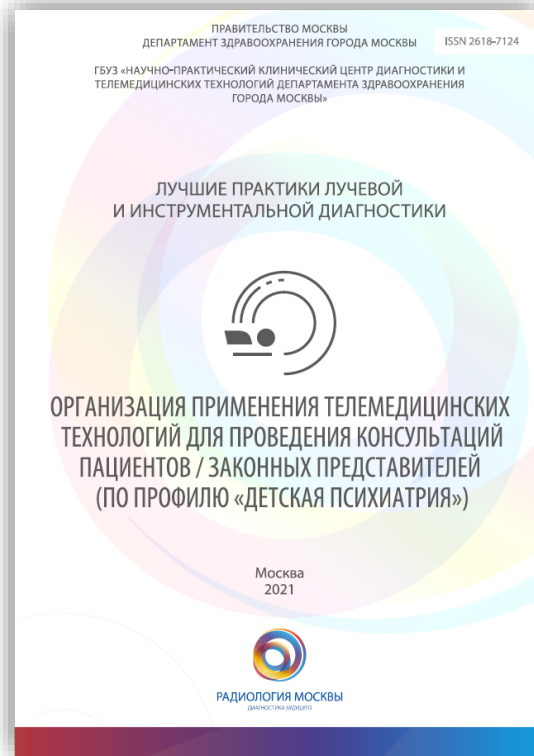 ПРАВИТЕЛЬСТВО МОСКВЫ
ДЕПАРТАМЕНТ ЗДРАВООХРАНЕНИЯ ГОРОДА МОСКВЫ
ISSN 2618-7124
ГБУЗ «НАУЧНО-ПРАКТИЧЕСКИЙ КЛИНИЧЕСКИЙ ЦЕНТР ДИАГНОСТИКИ И
ТЕЛЕМЕДИЦИНСКИХ ТЕХНОЛОГИЙ ДЕПАРТАМЕНТА ЗДРАВООХРАНЕНИЯ
ГОРОДА МОСКВЫ»
ЛУЧШИЕ ПРАКТИКИ ЛУЧЕВОЙ
И ИНСТРУМЕНТАЛЬНОЙ ДИАГНОСТИКИ
ОРГАНИЗАЦИЯ ПРИМЕНЕНИЯ ТЕЛЕМЕДИЦИНСКИХ
ТЕХНОЛОГИЙ ДЛЯ ПРОВЕДЕНИЯ КОНСУЛЬТАЦИЙ
ПАЦИЕНТОВ / ЗАКОННЫХ ПРЕДСТАВИТЕЛЕЙ
(ПО ПРОФИЛЮ «ДЕТСКАЯ ПСИХИАТРИЯ»)
Москва
2021
РАДИОЛОГИЯ МОСКВЫ
ДИАГНОСТИКА БУДУЩЕГО